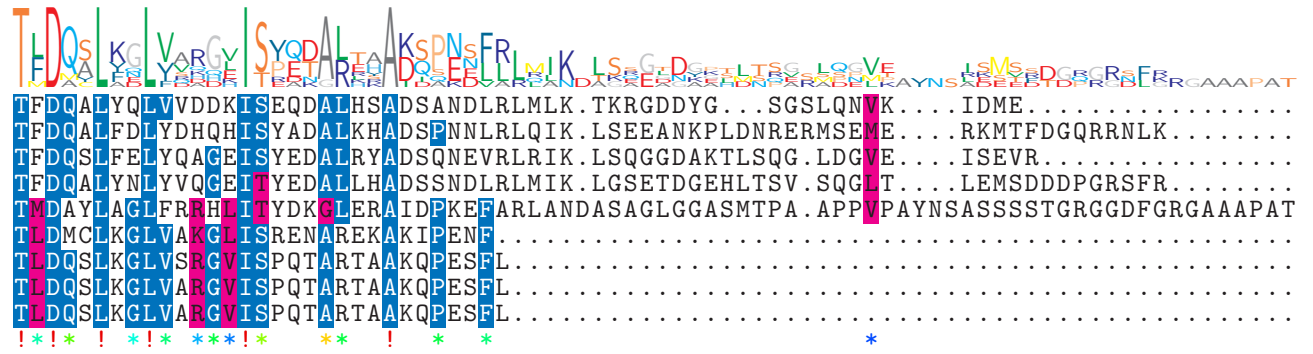 TFDQALYQLVVDDKISEQDALHSADSANDLRLMLK.TKRGDDYG...SGSLQNVK....IDME.................
TFDQALFDLYDHQHISYADALKHADSPNNLRLQIK.LSEEANKPLDNRERMSEME....RKMTFDGQRRNLK........
TFDQSLFELYQAGEISYEDALRYADSQNEVRLRIK.LSQGGDAKTLSQG.LDGVE....ISEVR................
TFDQALYNLYVQGEITYEDALLHADSSNDLRLMIK.LGSETDGEHLTSV.SQGLT....LEMSDDDPGRSFR........
TMDAYLAGLFRRHLITYDKGLERAIDPKEFARLANDASAGLGGASMTPA.APPVPAYNSASSSSTGRGGDFGRGAAAPAT
TLDMCLKGLVAKGLISRENAREKAKIPENF..................................................
TLDQSLKGLVSRGVISPQTARTAAKQPESFL.................................................
TLDQSLKGLVARGVISPQTARTAAKQPESFL.................................................
TLDQSLKGLVARGVISPQTARTAAKQPESFL.................................................
!*!* ! *!* ***!* ** ! * * *